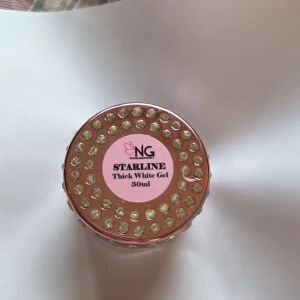 NG
STARLINE
Thick White Gel
30ml